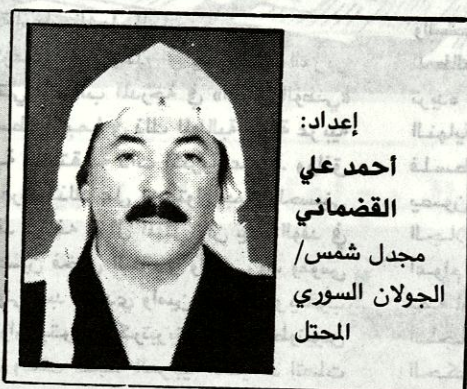 إعداد:
أحمد علي
القضماني
مجدل شمس/
الجولان السوري
المحتل